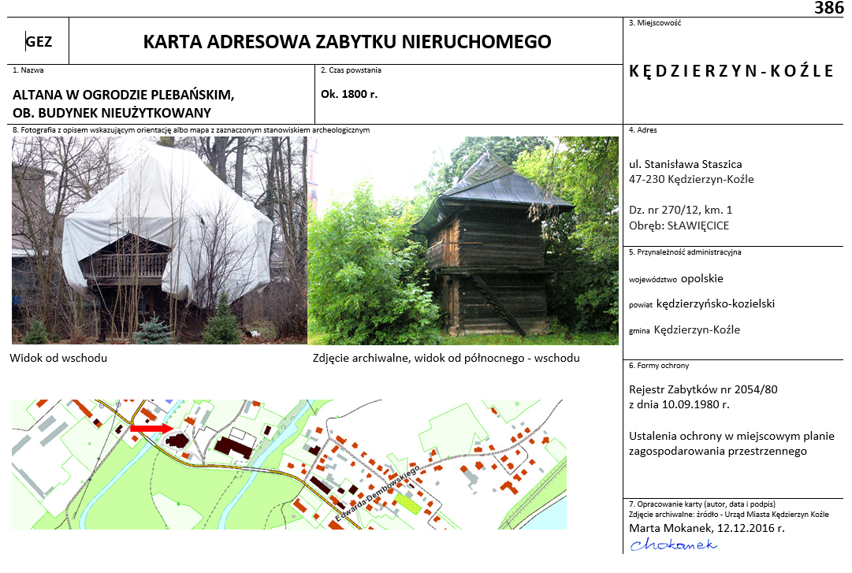 386
GEZ
KARTA ADRESOWA ZABYTKU NIERUCHOMEGO
3. Miejscowość
KĘDZIERZYN-KOŹLE
1. Nazwa
ALTANA W OGRODZIE PLEBAŃSKIM,
OB. BUDYNEK NIEUŻYTKOWANY
2. Czas powstania
Ok. 1800 r.
8. Fotografia z opisem wskazującym orientację albo mapa z zaznaczonym stanowiskiem archeologicznym
Widok od wschodu
Zdjęcie archiwalne, widok od północnego - wschodu
Edwarda Dembowskiego
4. Adres
ul. Stanisława Staszica
47-230 Kędzierzyn-Koźle
Dz. nr 270/12, km. 1
Obręb: SŁAWIĘCICE
5. Przynależność administracyjna
województwo opolskie
powiat kędzierzyńsko-kozielski
gmina Kędzierzyn-Koźle
6. Formy ochrony
Rejestr Zabytków nr 2054/80
z dnia 10.09.1980 r.
Ustalenia ochrony w miejscowym planie
zagospodarowania przestrzennego
7. Opracowanie karty (autor, data i podpis)
Zdjęcie archiwalne: źródło - Urząd Miasta Kędzierzyn Koźle
Marta Mokanek, 12.12.2016 r.